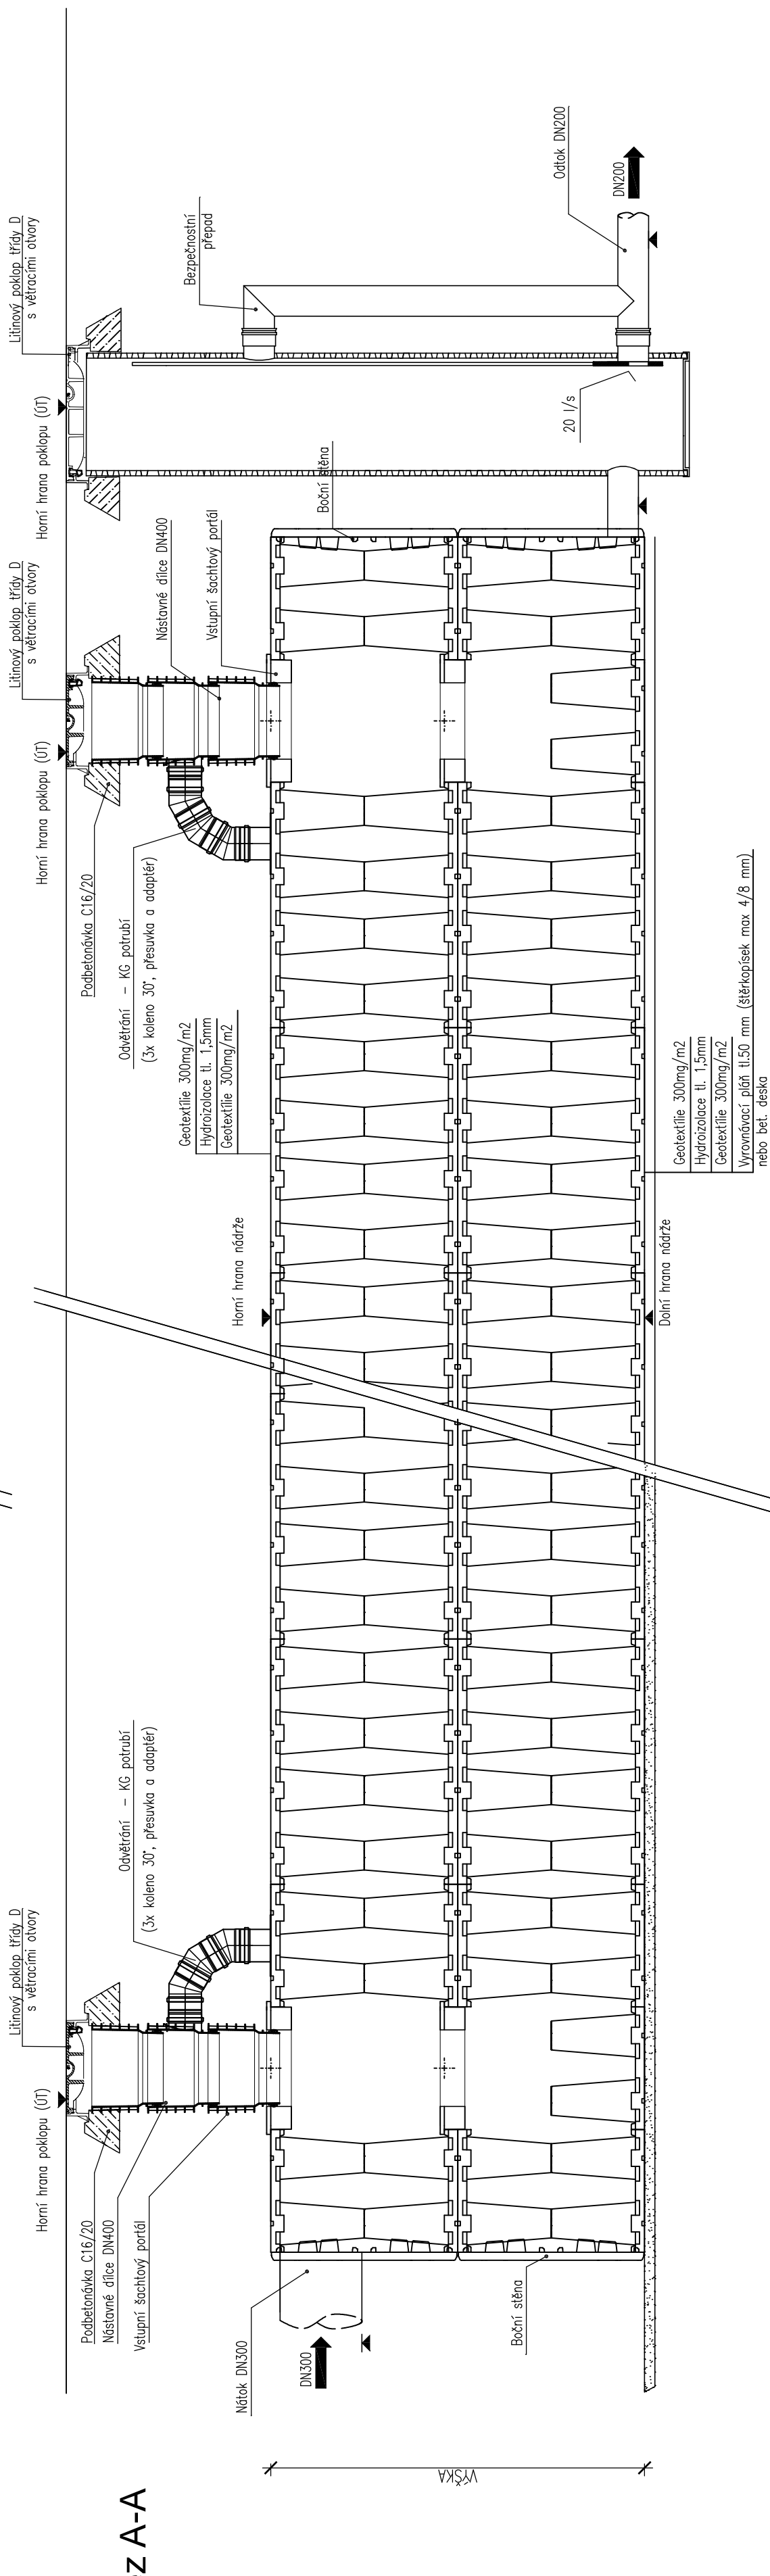 z A-A
Litinový poklop třídy D
s větracími otvory
Horní hrana poklopu (ÚT)
Podbetonávka C16/20
Nástavné dílce DN400
Vstupní šachtový portál
Odvětrání - KG potrubí
(3x koleno 30°, přesuvka a adaptér)
Nátok DN300
DN300
Boční stěna
VÝŠKA
Horní hrana nádrže
Dolní hrana nádrže
Geotextílie 300mg/m2
Hydroizolace tl. 1,5mm
Geotextílie 300mg/m2
Geotextílie 300mg/m2
Hydroizolace tl. 1,5mm
Geotextílie 300mg/m2
Vyrovnávací pláň tl.50 mm (štěrkopísek max 4/8 mm)
nebo bet. deska
Litinový poklop třídy D
s větracími otvory
Horní hrana poklopu (ÚT)
Podbetonávka C16/20
Odvětrání - KG potrubí
(3x koleno 30°, přesuvka a adaptér)
Nástavné dílce DN400
Vstupní šachtový portál
Boční stěna
Litinový poklop třídy D
s větracími otvory
Horní hrana poklopu (ÚT)
Bezpečnostní
přepad
20 l/s
Odtok DN200
DN200